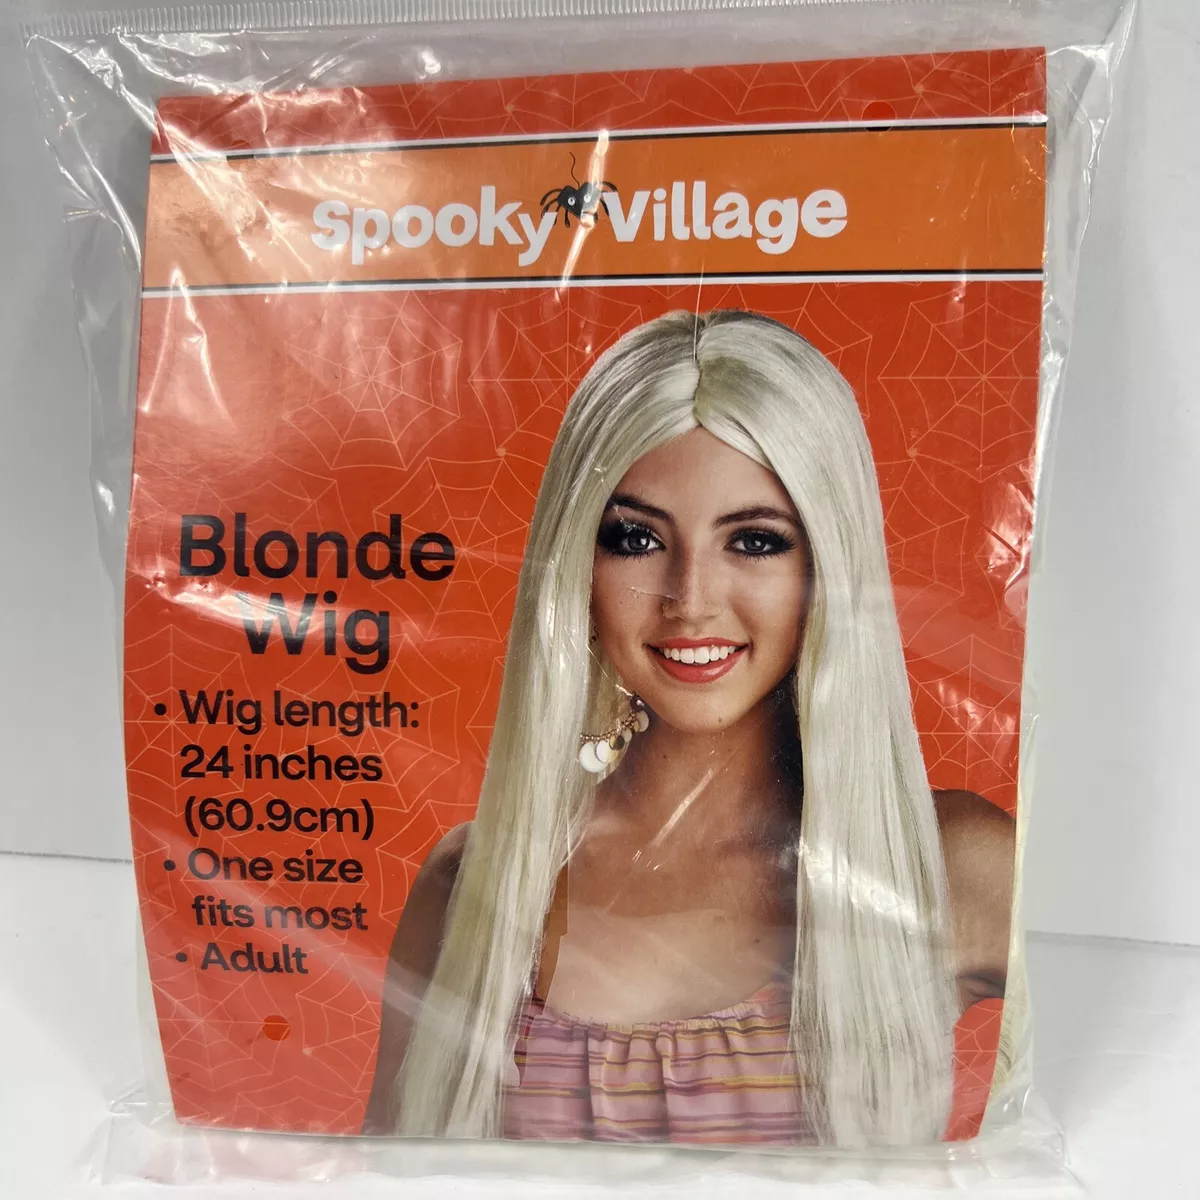 Spooky Village
Blonde
Wig
• Wig length:
24 inches
(60.9cm)
• One size
fits most
• Adult